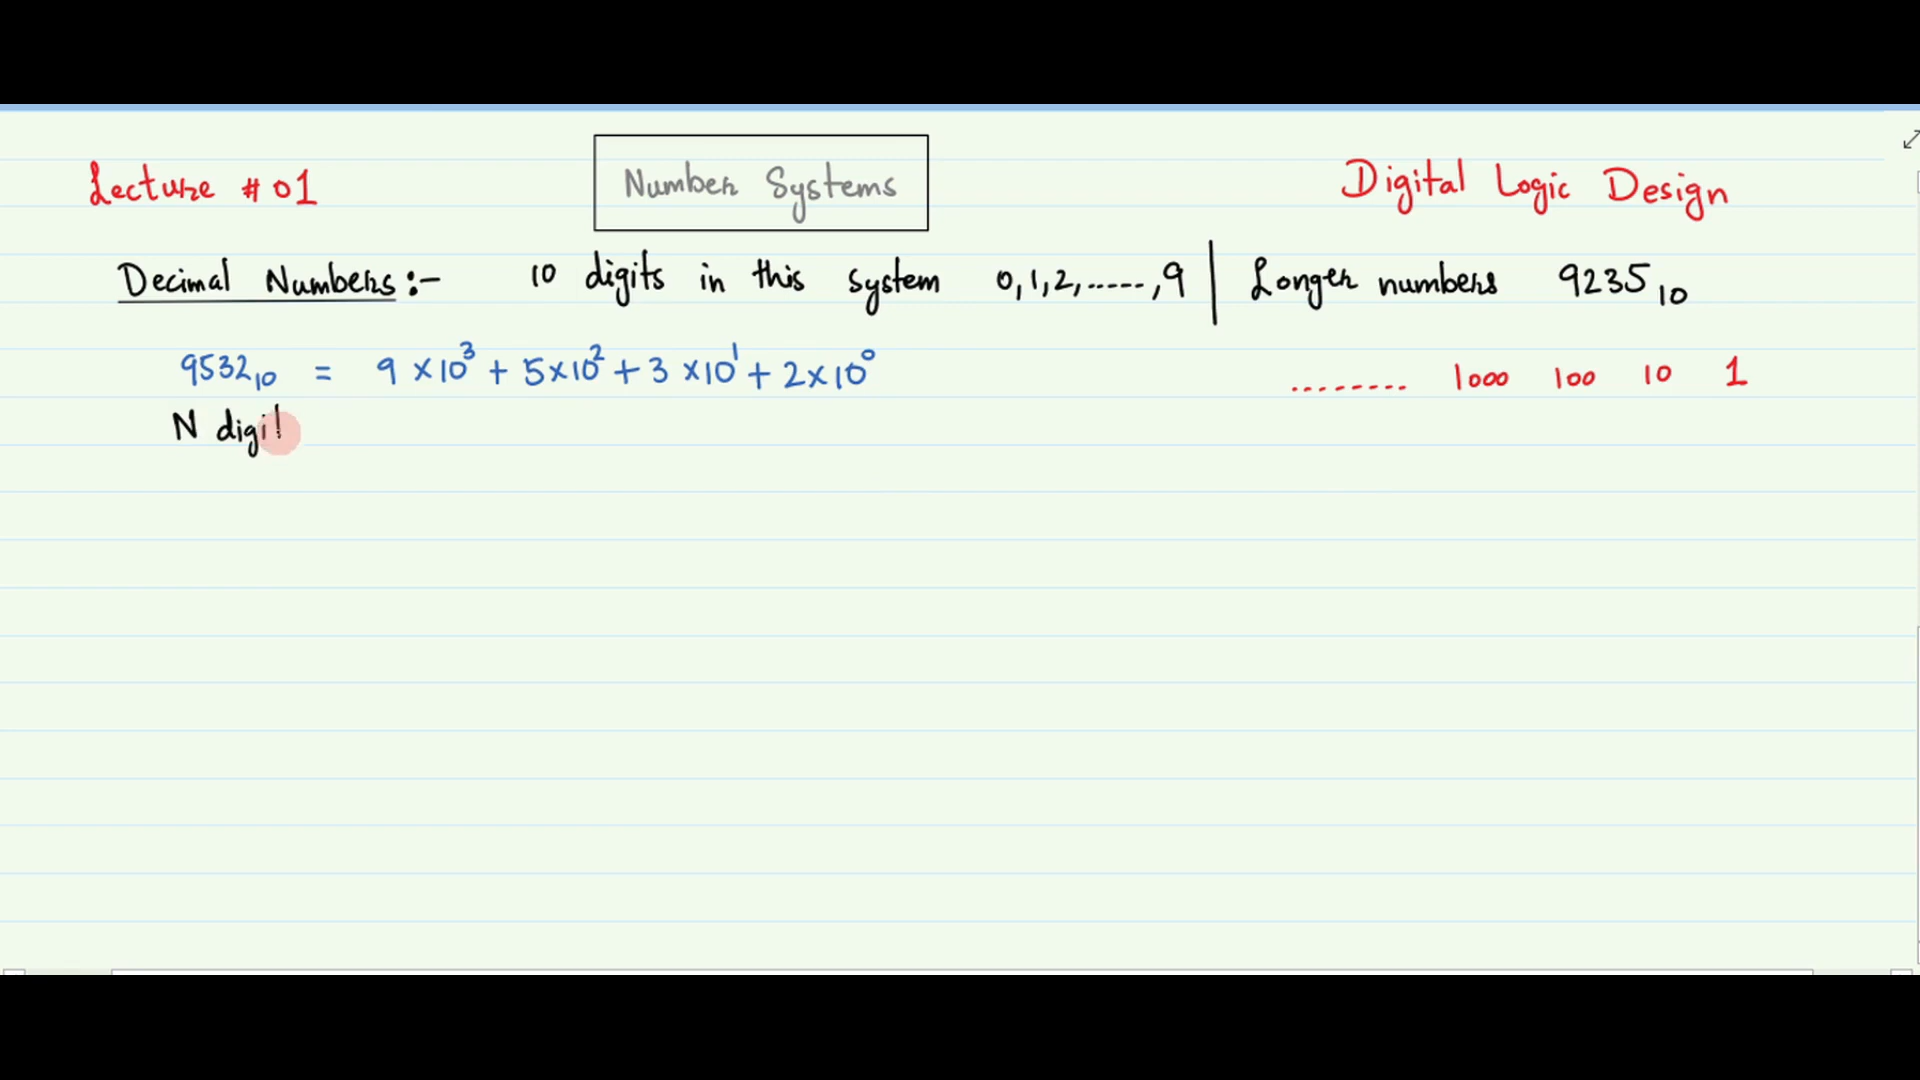 Lecture # 01
Number Systems
Digital Logic Design
Decimal Numbers :- 10 digits in this system 0,1,2,.....,9 | Longer numbers 9235₁₀
9532₁₀ = 9 × 10³ + 5×10² + 3 × 10¹ + 2 × 10⁰
........ 1000 100 10 1
N digi